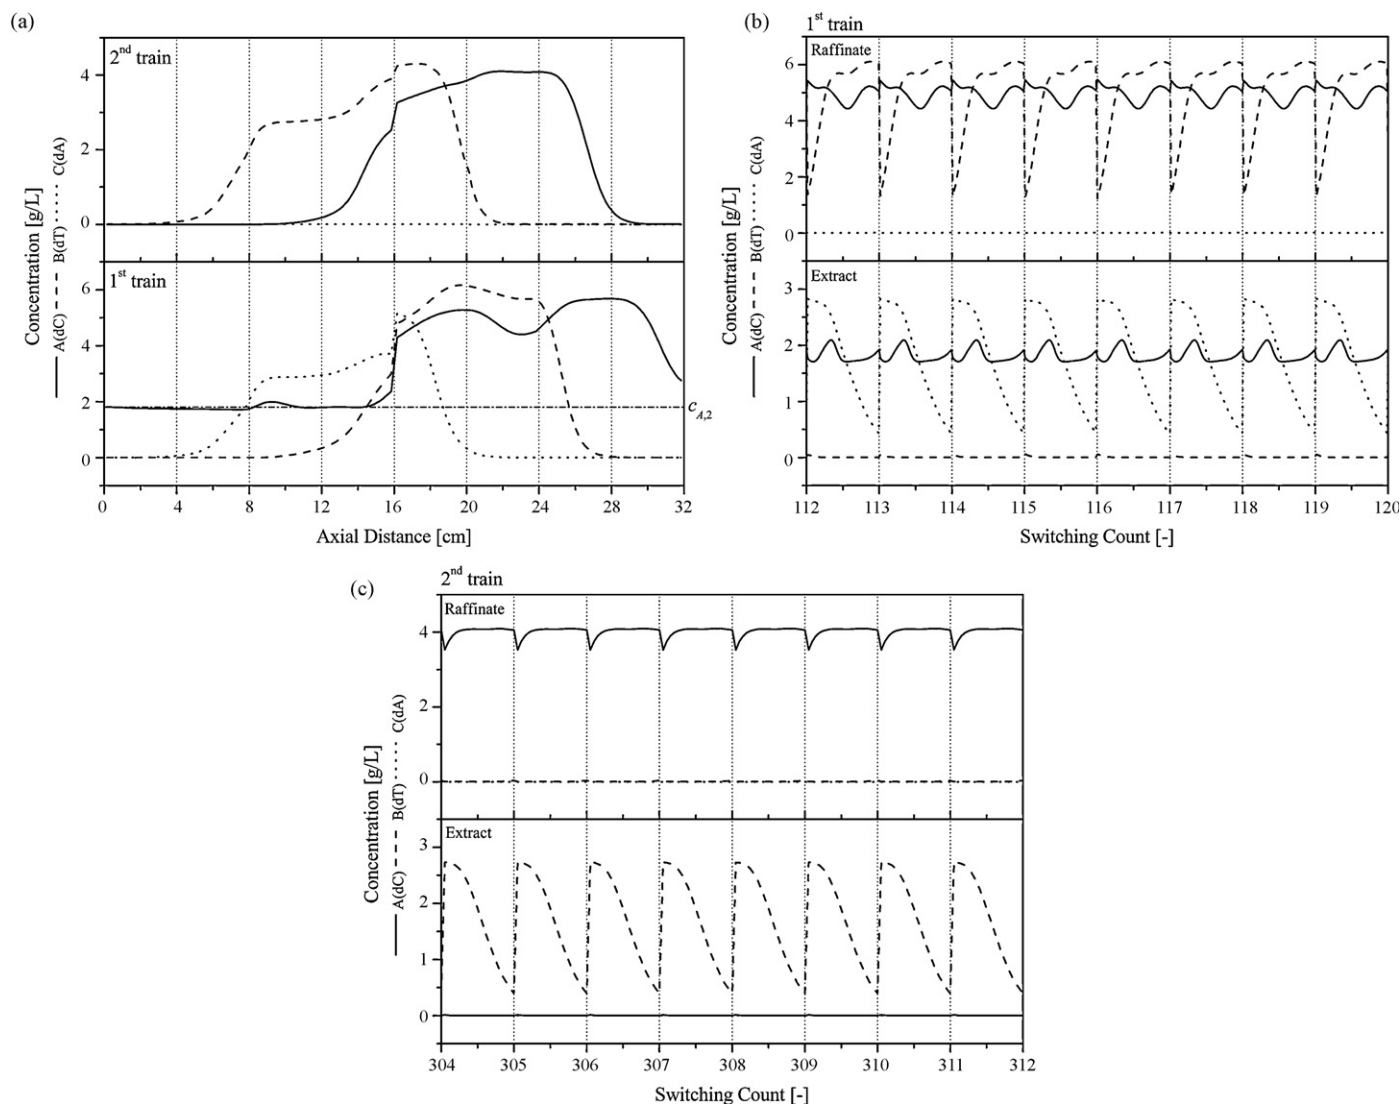 (a)
2nd train
4
2
0
1st train
6
4
2
0
c_A,2
Concentration [g/L]
A(dC) B(dT) C(dA)
0 4 8 12 16 20 24 28 32
Axial Distance [cm]
(b)
1st train
Raffinate
6
4
2
0
Extract
3
2
1
0
Concentration [g/L]
A(dC) B(dT) C(dA)
112 113 114 115 116 117 118 119 120
Switching Count [-]
(c)
2nd train
Raffinate
4
2
0
Extract
3
2
1
0
Concentration [g/L]
A(dC) B(dT) C(dA)
304 305 306 307 308 309 310 311 312
Switching Count [-]